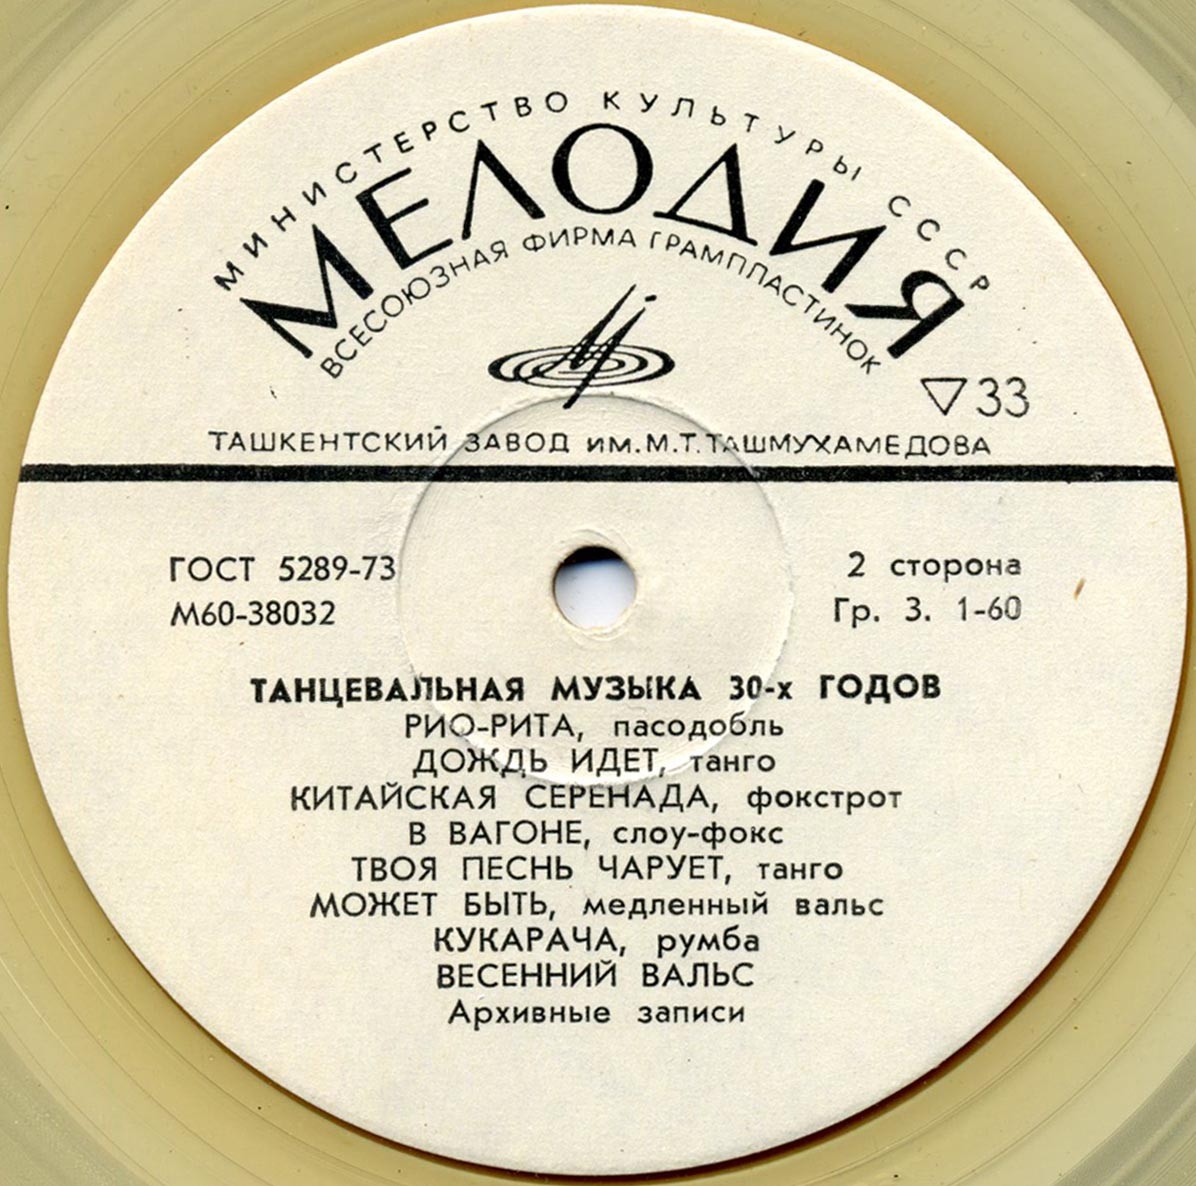 МИНИСТЕРСТВО КУЛЬТУРЫ СССР
МЕЛОДИЯ
ВСЕСОЮЗНАЯ ФИРМА ГРАМПЛАСТИНОК
▽33
ТАШКЕНТСКИЙ ЗАВОД ИМ. М.Т. ТАШМУХАМЕДОВА
ГОСТ 5289-73
М60-38032
2 сторона
Гр. 3. 1-60
ТАНЦЕВАЛЬНАЯ МУЗЫКА 30-х ГОДОВ
РИО-РИТА, пасодобль
ДОЖДЬ ИДЕТ, танго
КИТАЙСКАЯ СЕРЕНАДА, фокстрот
В ВАГОНЕ, слоу-фокс
ТВОЯ ПЕСНЬ ЧАРУЕТ, танго
МОЖЕТ БЫТЬ, медленный вальс
КУКАРАЧА, румба
ВЕСЕННИЙ ВАЛЬС
Архивные записи